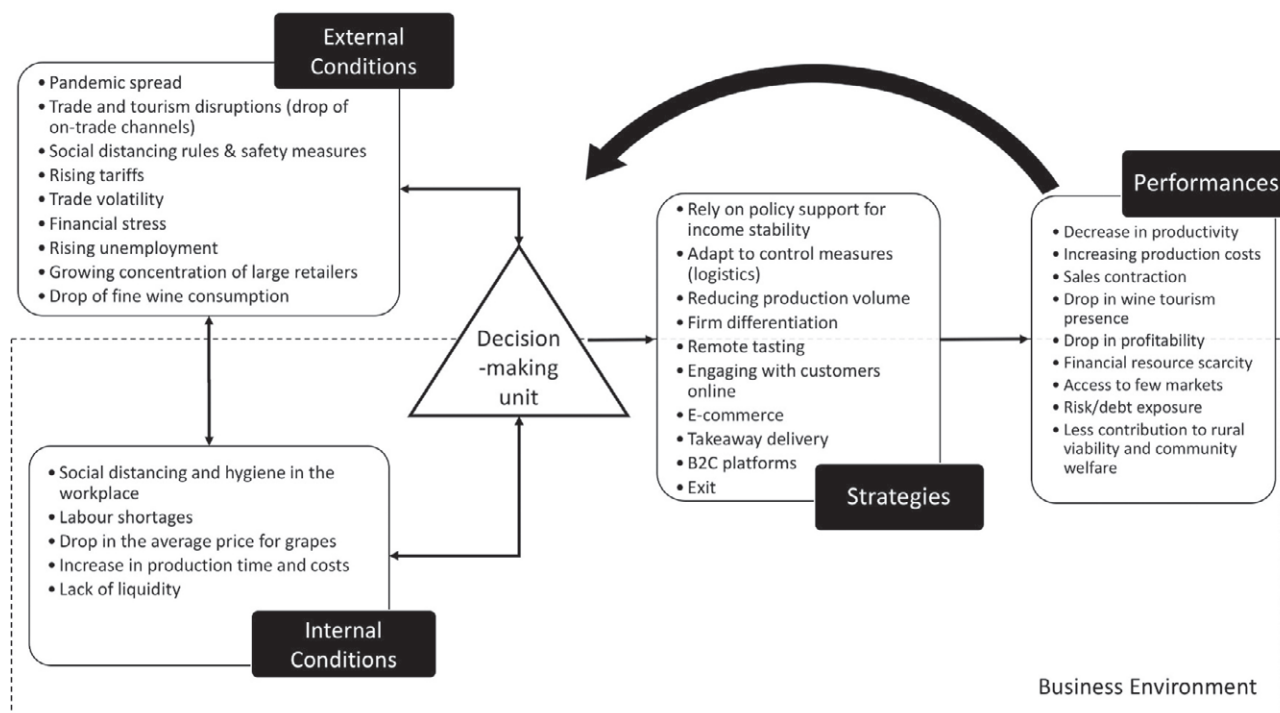 External
Conditions
• Pandemic spread
• Trade and tourism disruptions (drop of
on-trade channels)
• Social distancing rules & safety measures
• Rising tariffs
• Trade volatility
• Financial stress
• Rising unemployment
• Growing concentration of large retailers
• Drop of fine wine consumption
• Social distancing and hygiene in the
workplace
• Labour shortages
• Drop in the average price for grapes
• Increase in production time and costs
• Lack of liquidity
Internal
Conditions
Decision
-making
unit
• Rely on policy support for
income stability
• Adapt to control measures
(logistics)
• Reducing production volume
• Firm differentiation
• Remote tasting
• Engaging with customers
online
• E-commerce
• Takeaway delivery
• B2C platforms
• Exit
Strategies
Performances
• Decrease in productivity
• Increasing production costs
• Sales contraction
• Drop in wine tourism
presence
• Drop in profitability
• Financial resource scarcity
• Access to few markets
• Risk/debt exposure
• Less contribution to rural
viability and community
welfare
Business Environment